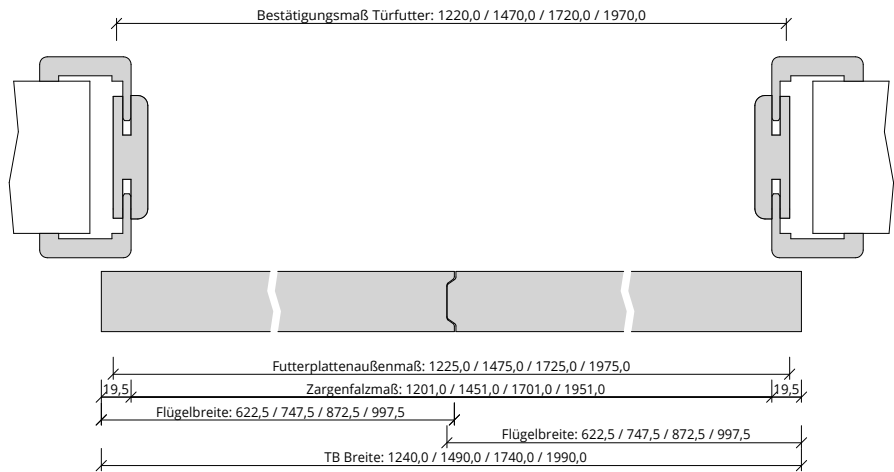 Bestätigungsmaß Türfutter: 1220,0 / 1470,0 / 1720,0 / 1970,0
Futterplattenaußenmaß: 1225,0 / 1475,0 / 1725,0 / 1975,0
19,5 Zargenfalzmaß: 1201,0 / 1451,0 / 1701,0 / 1951,0 19,5
Flügelbreite: 622,5 / 747,5 / 872,5 / 997,5
Flügelbreite: 622,5 / 747,5 / 872,5 / 997,5
TB Breite: 1240,0 / 1490,0 / 1740,0 / 1990,0